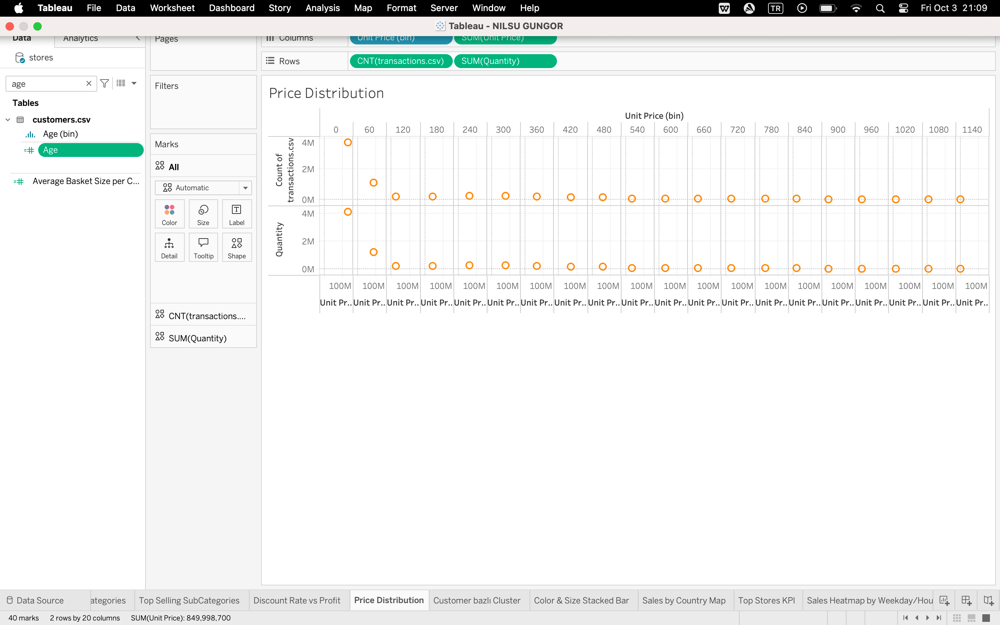 Tableau File Data Worksheet Dashboard Story Analysis Map Format Server Window Help TR Fri Oct 3 21:09
Tableau - NILSU GUNGOR
Data Analytics
stores
age
Tables
customers.csv
Age (bin)
Age
Average Basket Size per C...
Pages
Filters
Marks
All
Automatic
Color Size Label
Detail Tooltip Shape
CNT(transactions....
SUM(Quantity)
Columns Unit Price (bin) SUM(Unit Price)
Rows CNT(transactions.csv) SUM(Quantity)
Price Distribution
Unit Price (bin)
0 60 120 180 240 300 360 420 480 540 600 660 720 780 840 900 960 1020 1080 1140
Count of
transactions.csv
4M
2M
0M
Quantity
4M
2M
0M
100M 100M 100M 100M 100M 100M 100M 100M 100M 100M 100M 100M 100M 100M 100M 100M 100M 100M 100M 100M
Unit Pr.. Unit Pr.. Unit Pr.. Unit Pr.. Unit Pr.. Unit Pr.. Unit Pr.. Unit Pr.. Unit Pr.. Unit Pr.. Unit Pr.. Unit Pr.. Unit Pr.. Unit Pr.. Unit Pr.. Unit Pr.. Unit Pr.. Unit Pr.. Unit Pr.. Unit Pr..
Data Source ategories Top Selling SubCategories Discount Rate vs Profit Price Distribution Customer bazlı Cluster Color & Size Stacked Bar Sales by Country Map Top Stores KPI Sales Heatmap by Weekday/Hou
40 marks 2 rows by 20 columns SUM(Unit Price): 849,998,700